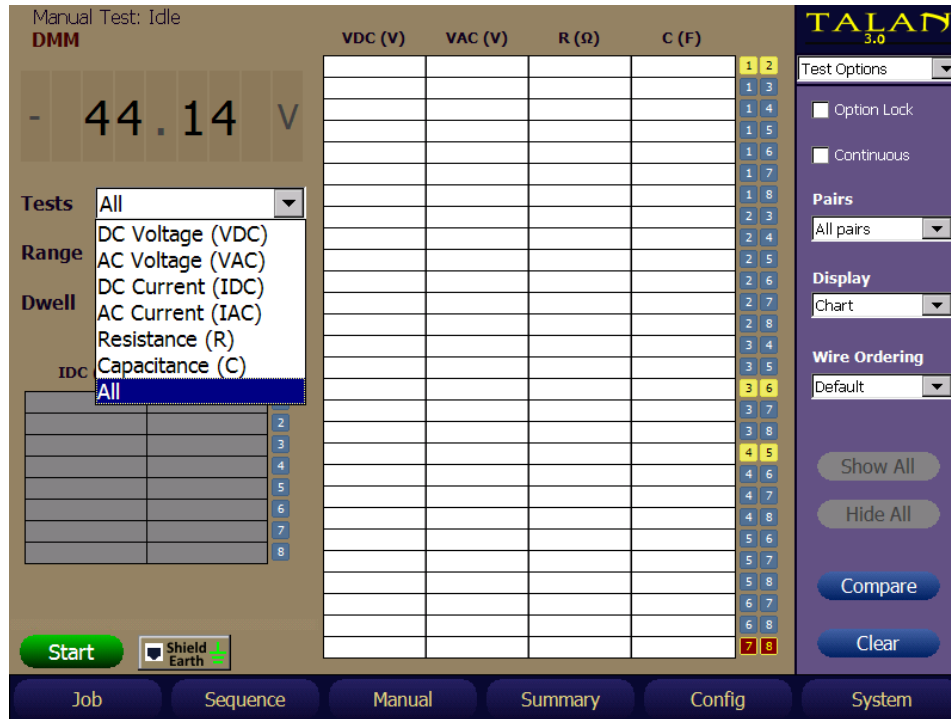 Manual Test: Idle
DMM
VDC (V) VAC (V) R (Ω) C (F)
- 44.14 V
Tests All
DC Voltage (VDC)
AC Voltage (VAC)
DC Current (IDC)
AC Current (IAC)
Resistance (R)
Capacitance (C)
All
Range
Dwell
IDC
2
3
4
5
6
7
8
1 2
1 3
1 4
1 5
1 6
1 7
1 8
2 3
2 4
2 5
2 6
2 7
2 8
3 4
3 5
3 6
3 7
3 8
4 5
4 6
4 7
4 8
5 6
5 7
5 8
6 7
6 8
7 8
Start
Shield
Earth
TALAN
3.0
Test Options
Option Lock
Continuous
Pairs
All pairs
Display
Chart
Wire Ordering
Default
Show All
Hide All
Compare
Clear
Job Sequence Manual Summary Config System